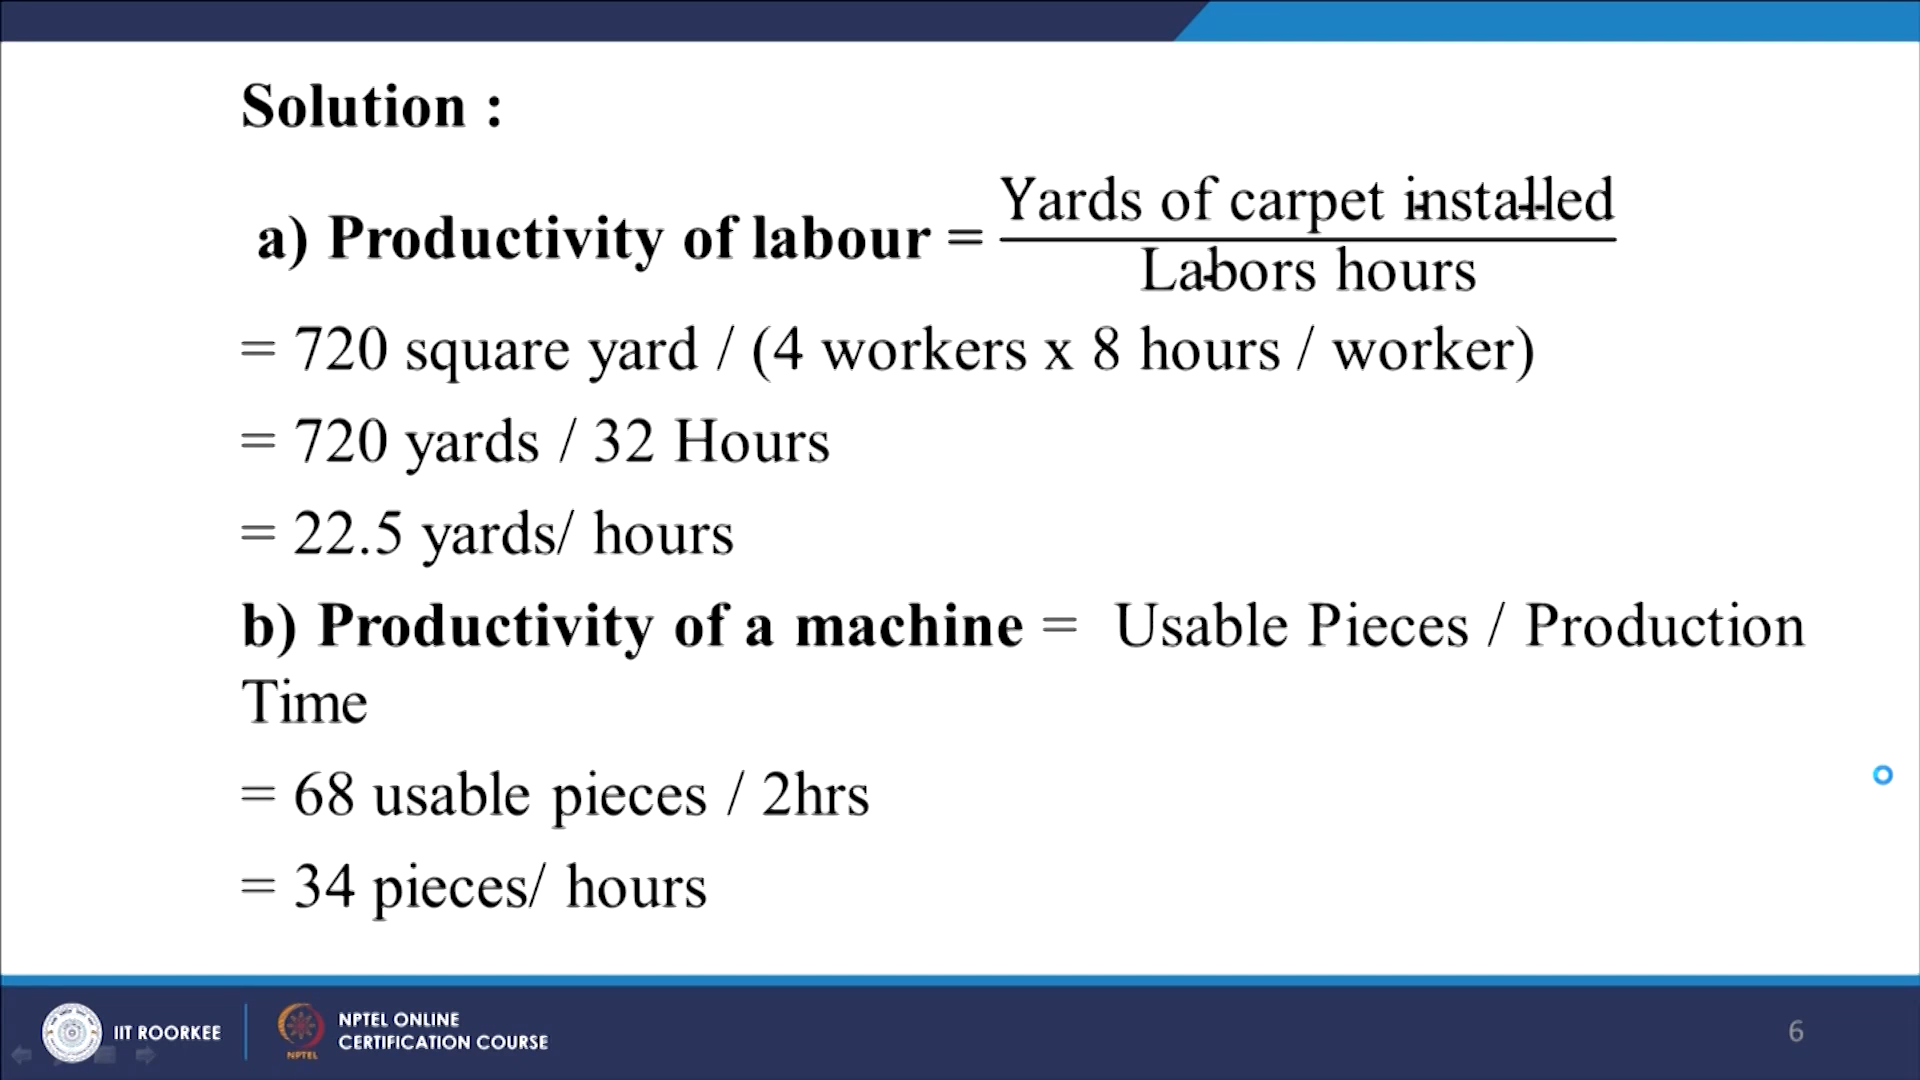 Solution :
a) Productivity of labour = Yards of carpet installed
Labors hours
= 720 square yard / (4 workers x 8 hours / worker)
= 720 yards / 32 Hours
= 22.5 yards/ hours
b) Productivity of a machine = Usable Pieces / Production
Time
= 68 usable pieces / 2hrs
= 34 pieces/ hours
IIT ROORKEE
NPTEL
NPTEL ONLINE
CERTIFICATION COURSE
6